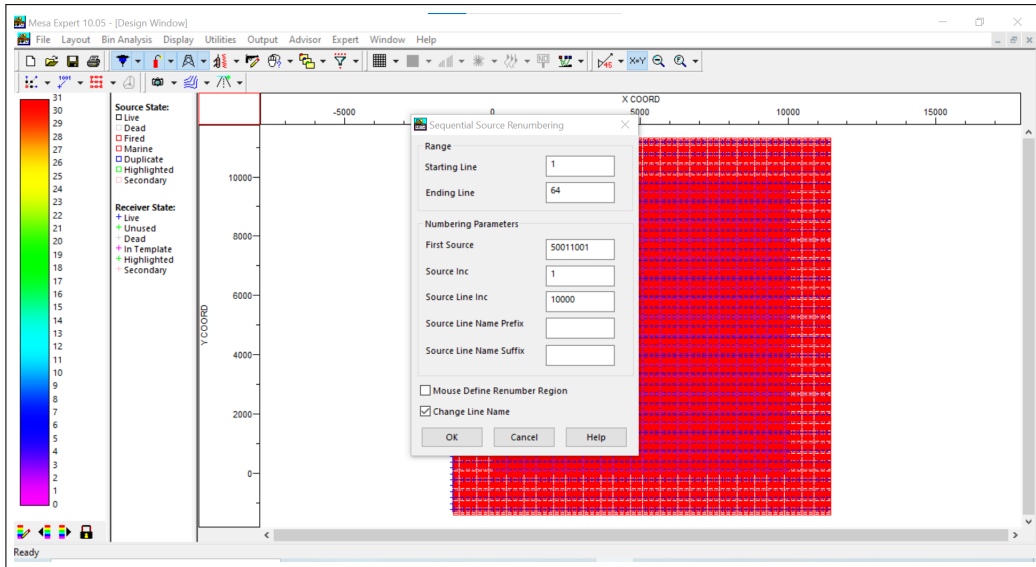 Mesa Expert 10.05 - [Design Window]
File Layout Bin Analysis Display Utilities Output Advisor Expert Window Help
31
30
29
28
27
26
25
24
23
22
21
20
19
18
17
16
15
14
13
12
11
10
9
8
7
6
5
4
3
2
1
0
Source State:
Live
Dead
Fired
Marine
Duplicate
Highlighted
Secondary
Receiver State:
Live
Unused
Dead
In Template
Highlighted
Secondary
X COORD
-5000 0 5000 10000 15000
Y COORD
10000
8000
6000
4000
2000
0
Sequential Source Renumbering
Range
Starting Line 1
Ending Line 64
Numbering Parameters
First Source 50011001
Source Inc 1
Source Line Inc 10000
Source Line Name Prefix
Source Line Name Suffix
Mouse Define Renumber Region
Change Line Name
OK Cancel Help
Ready